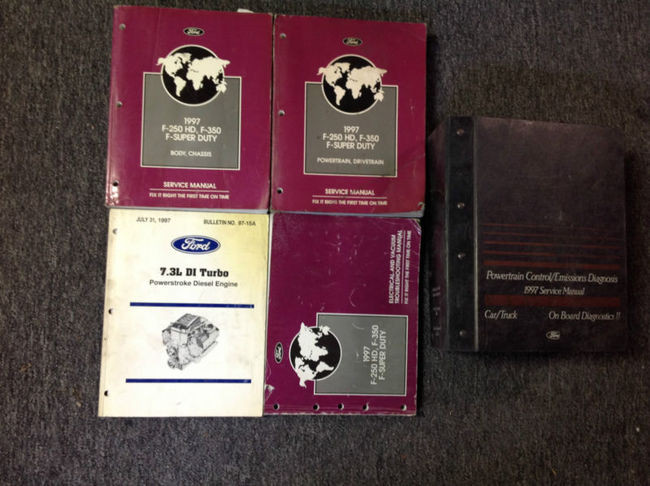 Ford
1997
F-250 HD, F-350
F-SUPER DUTY
BODY, CHASSIS
SERVICE MANUAL
FIX IT RIGHT THE FIRST TIME ON TIME
Ford
1997
F-250 HD, F-350
F-SUPER DUTY
POWERTRAIN, DRIVETRAIN
SERVICE MANUAL
FIX IT RIGHT THE FIRST TIME ON TIME
JULY 31, 1997 BULLETIN NO. 97-15A
Ford
7.3L DI Turbo
Powerstroke Diesel Engine
ELECTRICAL AND VACUUM
TROUBLESHOOTING MANUAL
FIX IT RIGHT THE FIRST TIME ON TIME
1997
F-250 HD, F-350
F-SUPER DUTY
Ford
Powertrain Control/Emissions Diagnosis
1997 Service Manual
Car/Truck On Board Diagnostics II
Ford